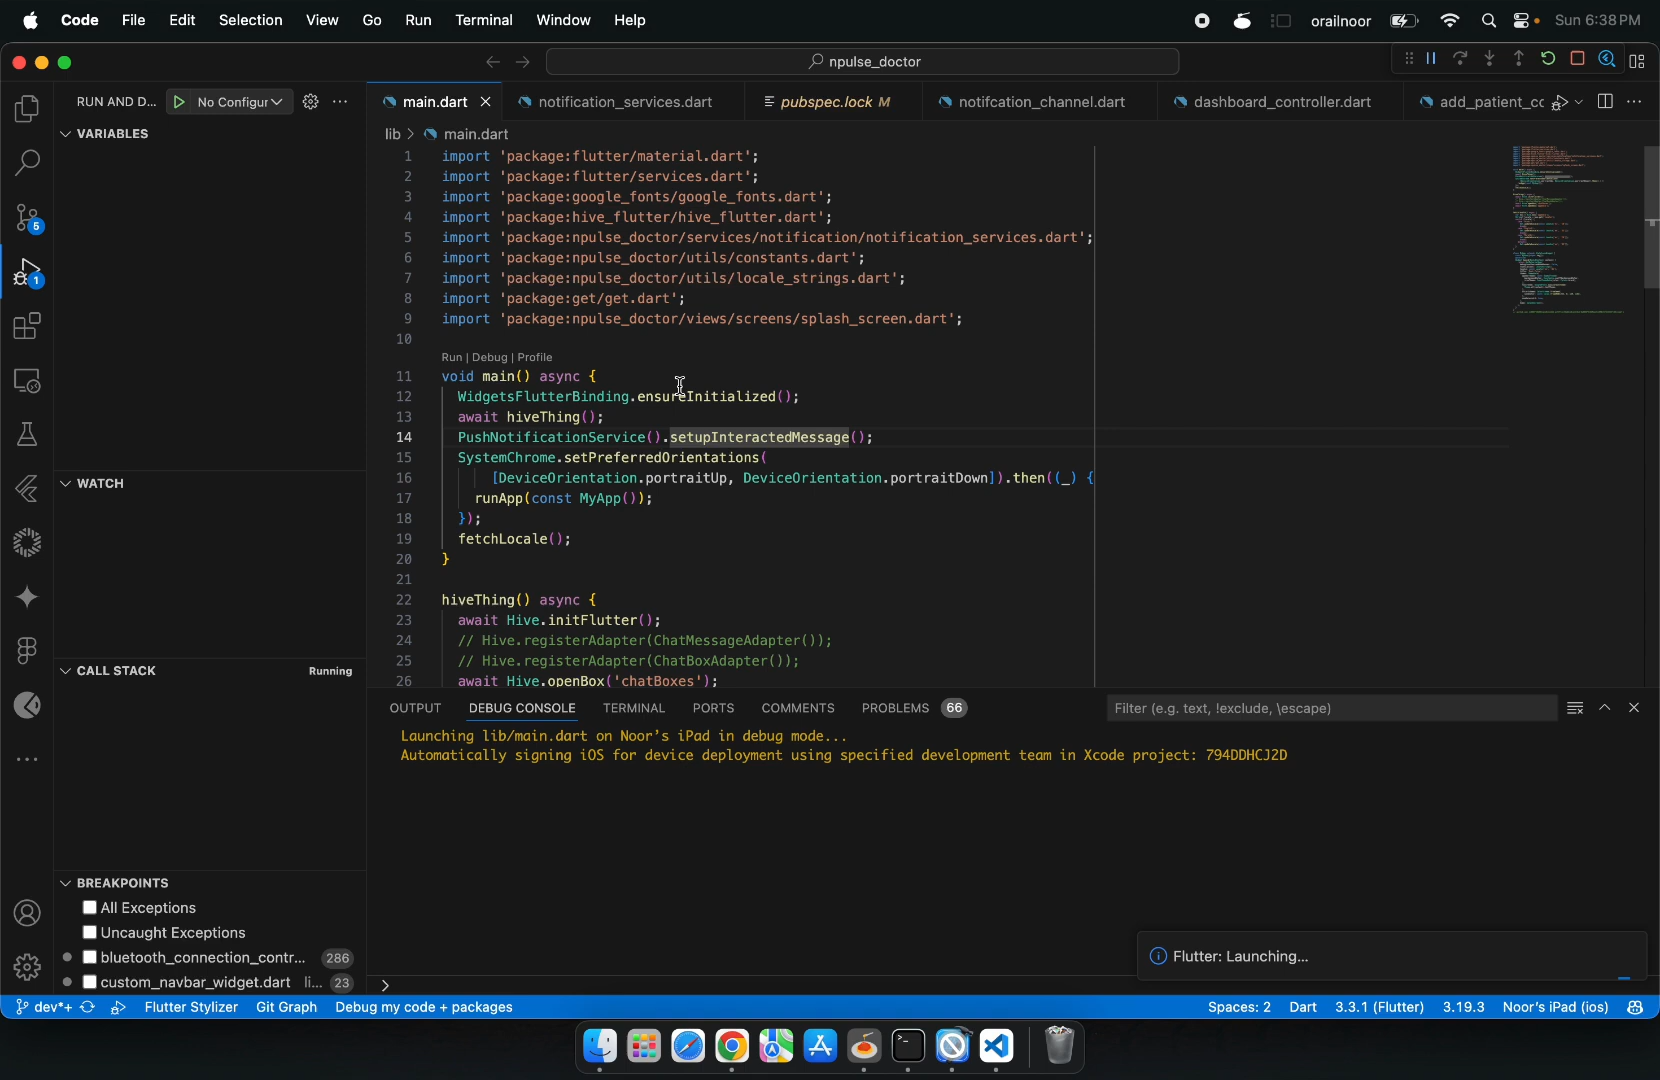 Code File Edit Selection View Go Run Terminal Window Help orailnoor Sun 6:38 PM
npulse_doctor
RUN AND D... No Configur ...
main.dart notification_services.dart pubspec.lock M notifcation_channel.dart dashboard_controller.dart add_patient_cc
lib > main.dart
VARIABLES
1 import 'package:flutter/material.dart';
2 import 'package:flutter/services.dart';
3 import 'package:google_fonts/google_fonts.dart';
4 import 'package:hive_flutter/hive_flutter.dart';
5 import 'package:npulse_doctor/services/notification/notification_services.dart';
6 import 'package:npulse_doctor/utils/constants.dart';
7 import 'package:npulse_doctor/utils/locale_strings.dart';
8 import 'package:get/get.dart';
9 import 'package:npulse_doctor/views/screens/splash_screen.dart';
10
Run | Debug | Profile
11 void main() async {
12 WidgetsFlutterBinding.ensureInitialized();
13 await hiveThing();
14 PushNotificationService().setupInteractedMessage();
15 SystemChrome.setPreferredOrientations(
16 [DeviceOrientation.portraitUp, DeviceOrientation.portraitDown]).then((_) {
17 runApp(const MyApp());
18 });
19 fetchLocale();
20 }
21
22 hiveThing() async {
23 await Hive.initFlutter();
24 // Hive.registerAdapter(ChatMessageAdapter());
25 // Hive.registerAdapter(ChatBoxAdapter());
26 await Hive.openBox('chatBoxes');
5
1
WATCH
CALL STACK Running
BREAKPOINTS
All Exceptions
Uncaught Exceptions
bluetooth_connection_contr... 286
custom_navbar_widget.dart li... 23
OUTPUT DEBUG CONSOLE TERMINAL PORTS COMMENTS PROBLEMS 66 Filter (e.g. text, !exclude, \escape)
Launching lib/main.dart on Noor's iPad in debug mode...
Automatically signing iOS for device deployment using specified development team in Xcode project: 794DDHCJ2D
Flutter: Launching...
dev*+ Flutter Stylizer Git Graph Debug my code + packages Spaces: 2 Dart 3.3.1 (Flutter) 3.19.3 Noor's iPad (ios)